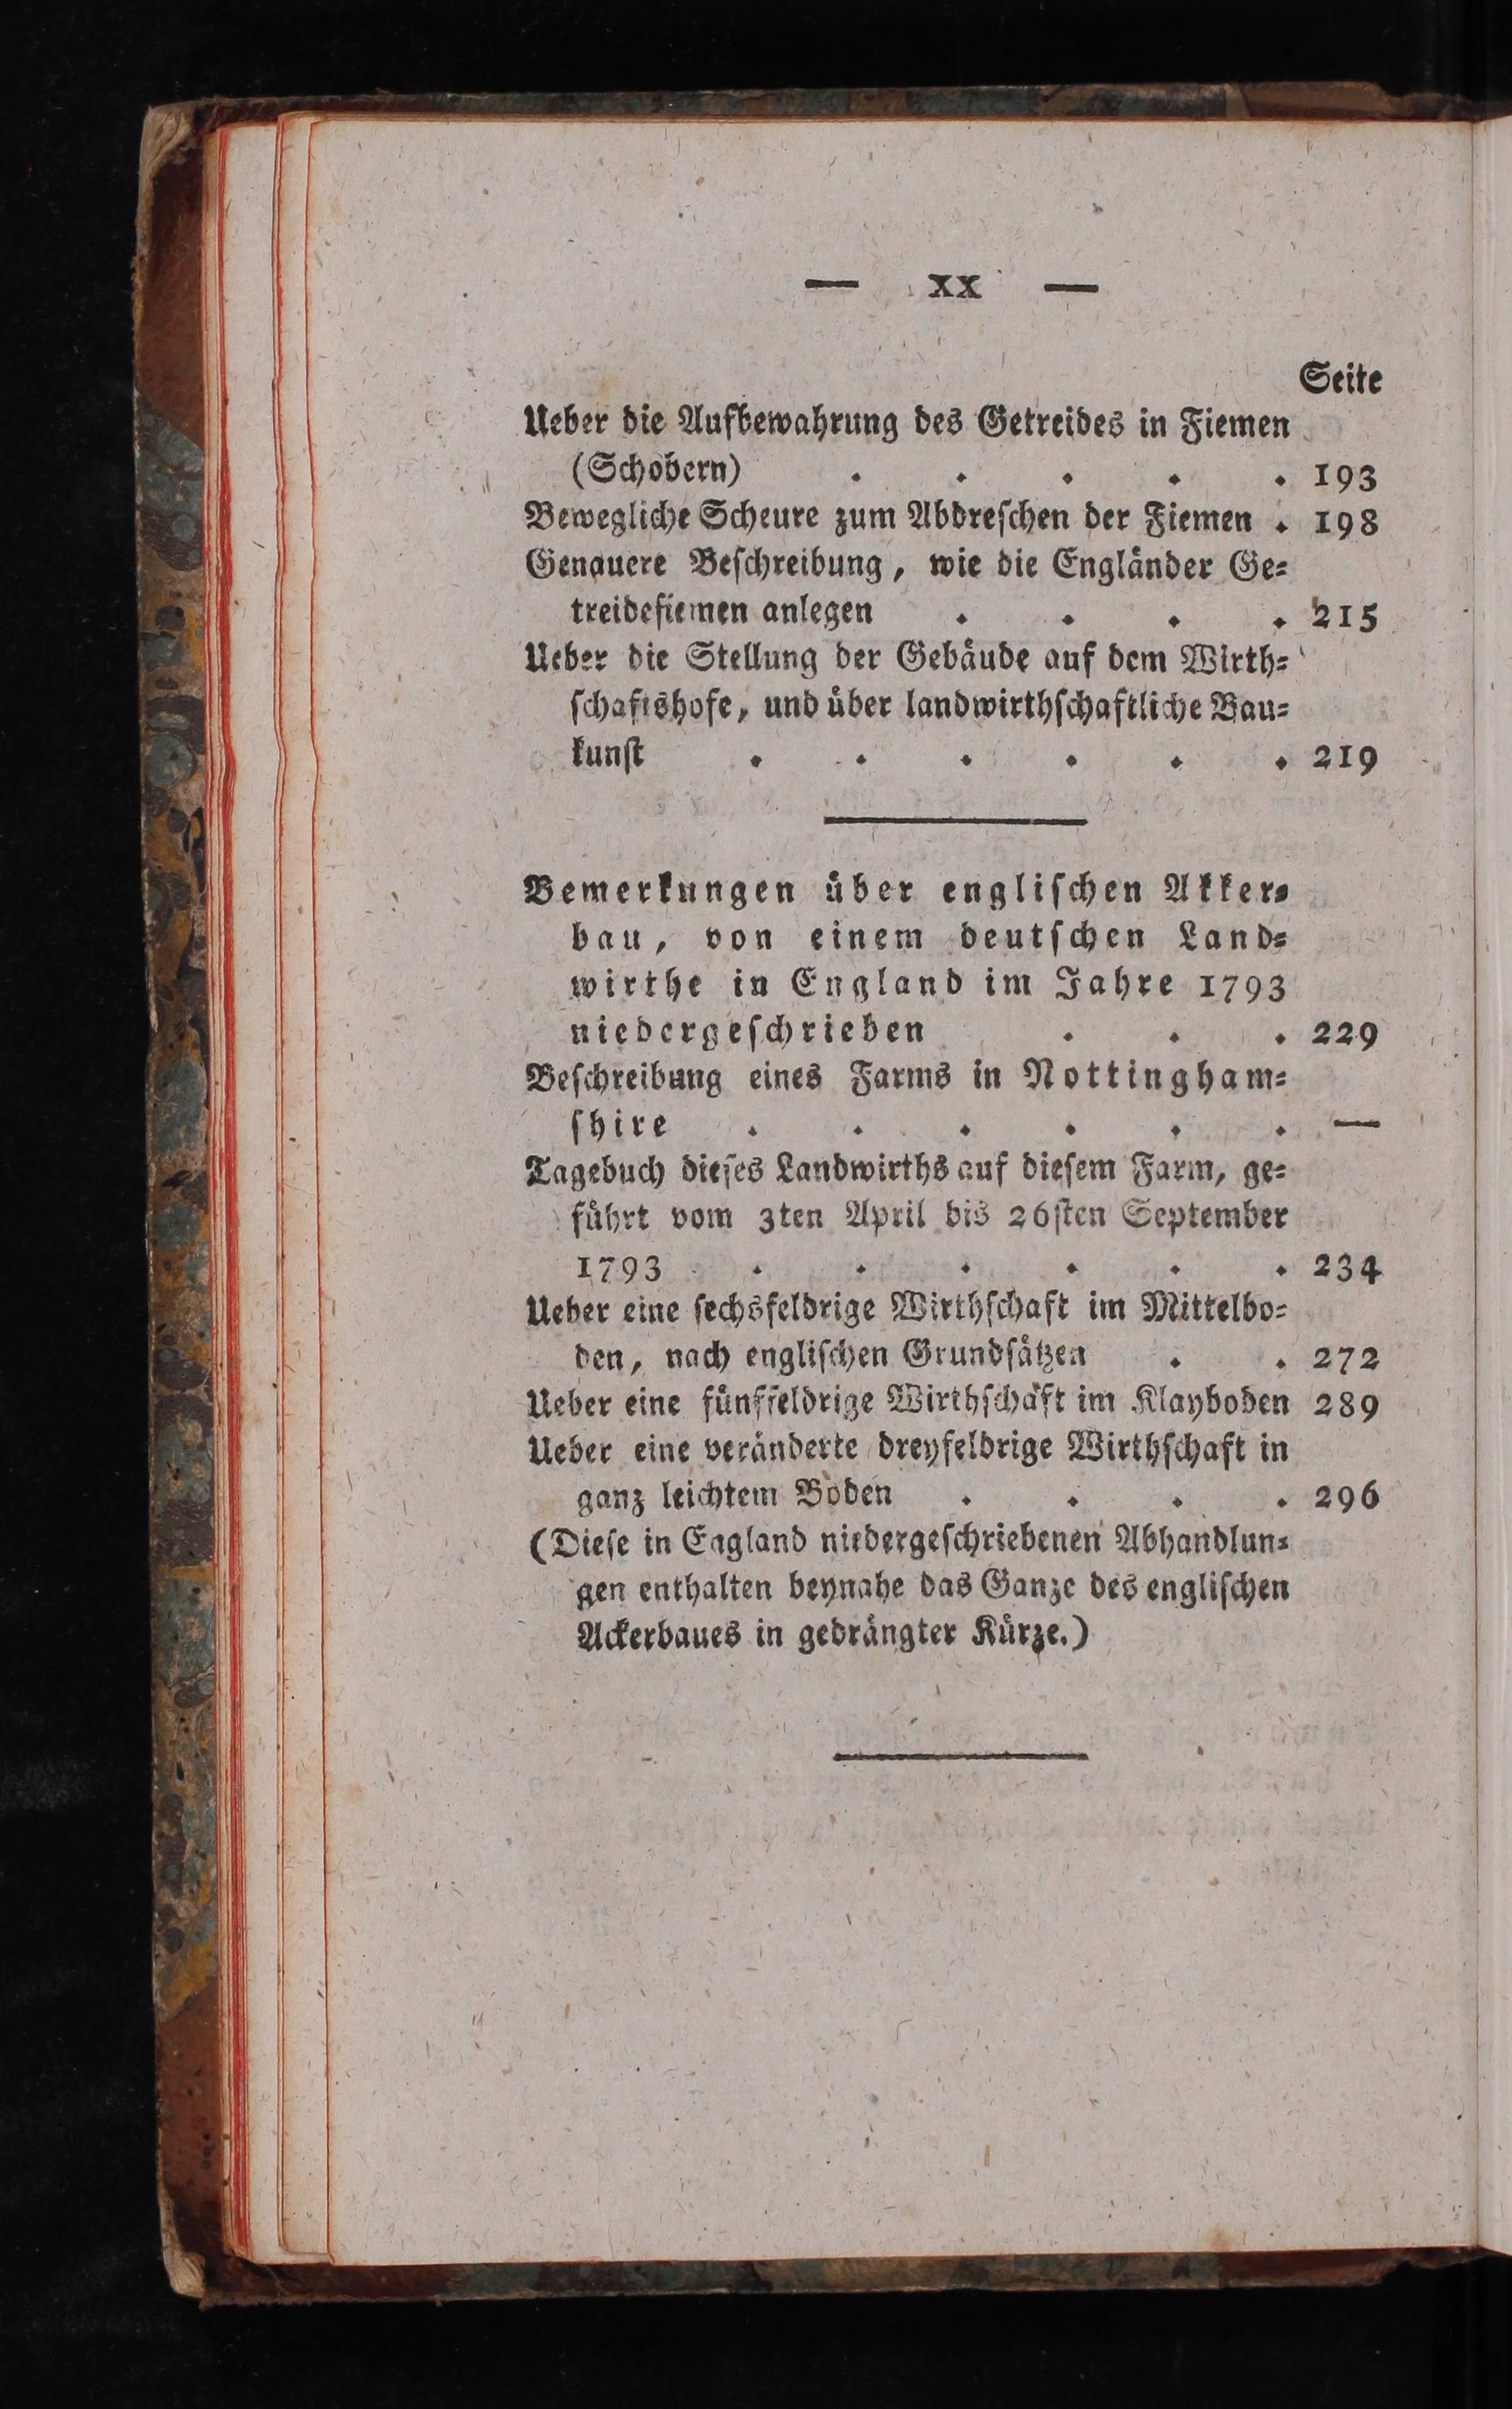 — XX —
Seite
Ueber die Aufbewahrung des Getreides in Fiemen
(Schobern) . . . . . 193
Bewegliche Scheure zum Abdreſchen der Fiemen . 198
Genauere Beſchreibung, wie die Engländer Ge⸗
treidefiemen anlegen . . . . 215
Ueber die Stellung der Gebäude auf dem Wirth⸗
ſchaftshofe, und über landwirthſchaftliche Bau⸗
kunſt . . . . . . 219
Bemerkungen über engliſchen Akker⸗
bau, von einem deutſchen Land⸗
wirthe in England im Jahre 1793
niedergeſchrieben . . . 229
Beſchreibung eines Farms in Nottingham⸗
ſhire . . . . . . —
Tagebuch dieſes Landwirths auf dieſem Farm, ge⸗
führt vom 3ten April bis 26ſten September
1793 . . . . . . 234
Ueber eine ſechsfeldrige Wirthſchaft im Mittelbo⸗
den, nach engliſchen Grundſätzen . . 272
Ueber eine fünffeldrige Wirthſchaft im Klayboden 289
Ueber eine veränderte dreyfeldrige Wirthſchaft in
ganz leichtem Boden . . . . 296
(Dieſe in England niedergeſchriebenen Abhandlun⸗
gen enthalten beynahe das Ganze des engliſchen
Ackerbaues in gedrängter Kürze.)